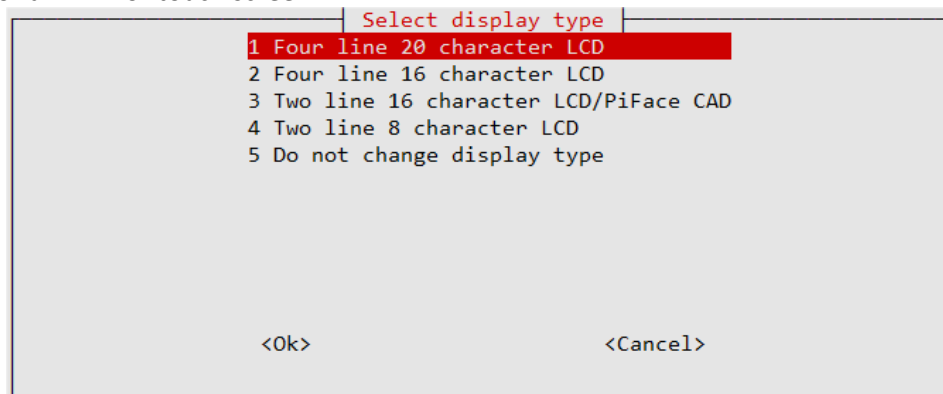 Select display type
1 Four line 20 character LCD
2 Four line 16 character LCD
3 Two line 16 character LCD/PiFace CAD
4 Two line 8 character LCD
5 Do not change display type
<Ok> <Cancel>